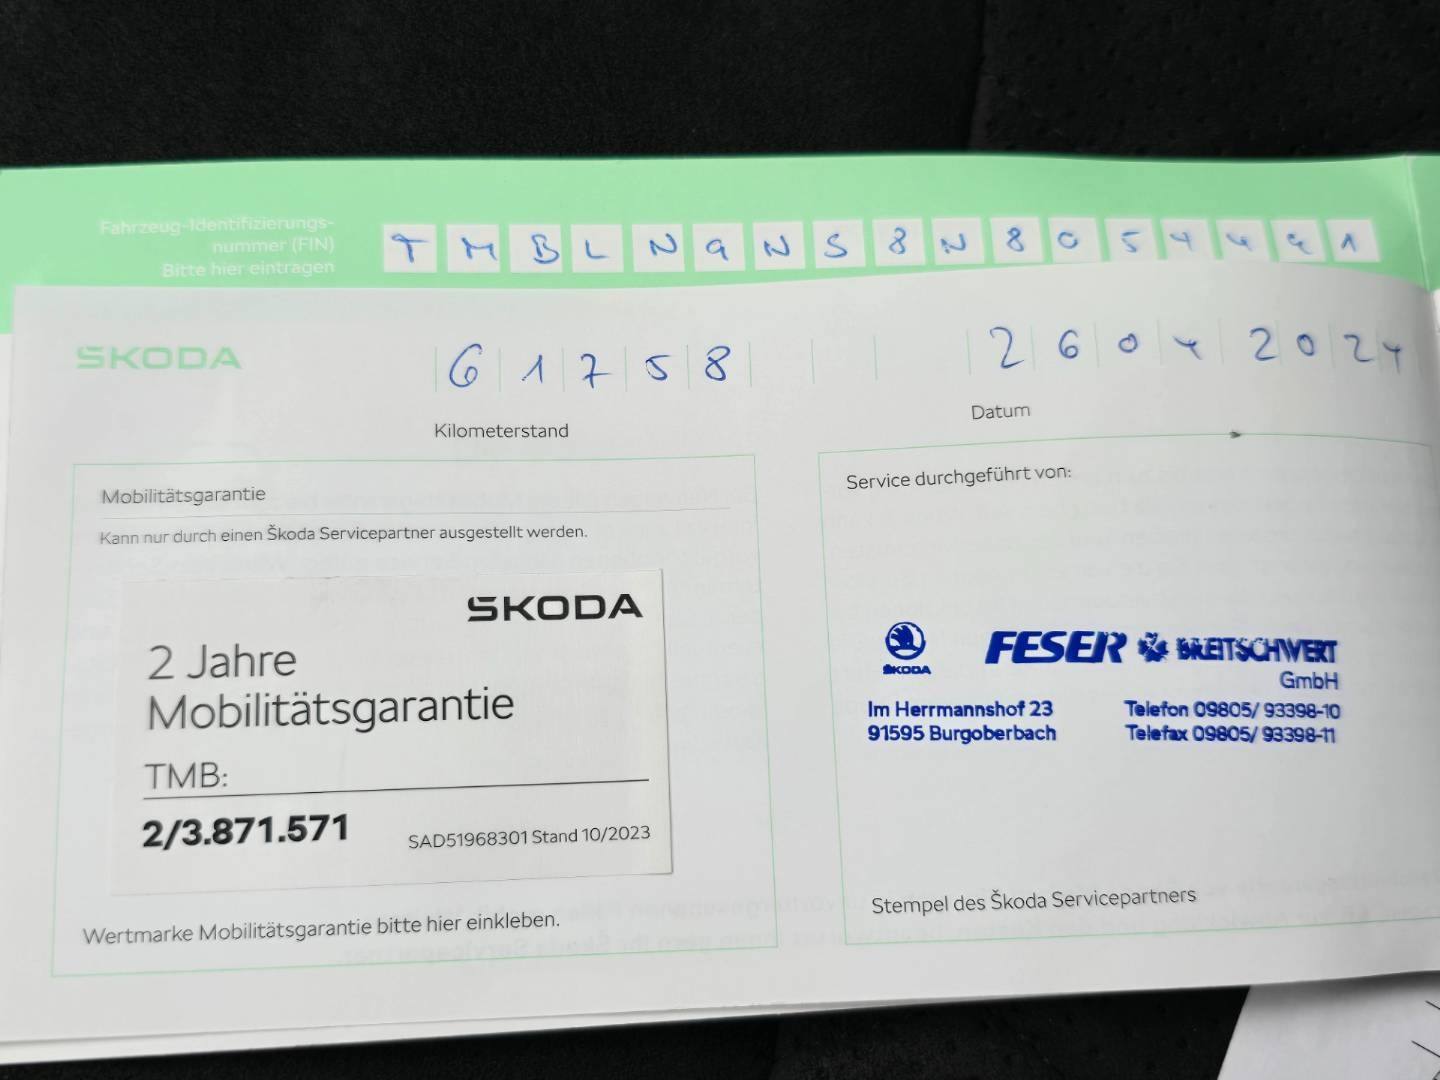 Fahrzeug-Identifizierungs-
nummer (FIN)
Bitte hier eintragen
TMBLN9NS8N8054491
ŠKODA
61758
26042024
Kilometerstand
Datum
Mobilitätsgarantie
Kann nur durch einen Škoda Servicepartner ausgestellt werden.
ŠKODA
2 Jahre
Mobilitätsgarantie
TMB:
2/3.871.571
SAD51968301 Stand 10/2023
Wertmarke Mobilitätsgarantie bitte hier einkleben.
Service durchgeführt von:
ŠKODA
FESER BREITSCHWERT
GmbH
Im Herrmannshof 23
Telefon 09805/ 93398-10
91595 Burgoberbach
Telefax 09805/ 93398-11
Stempel des Škoda Servicepartners